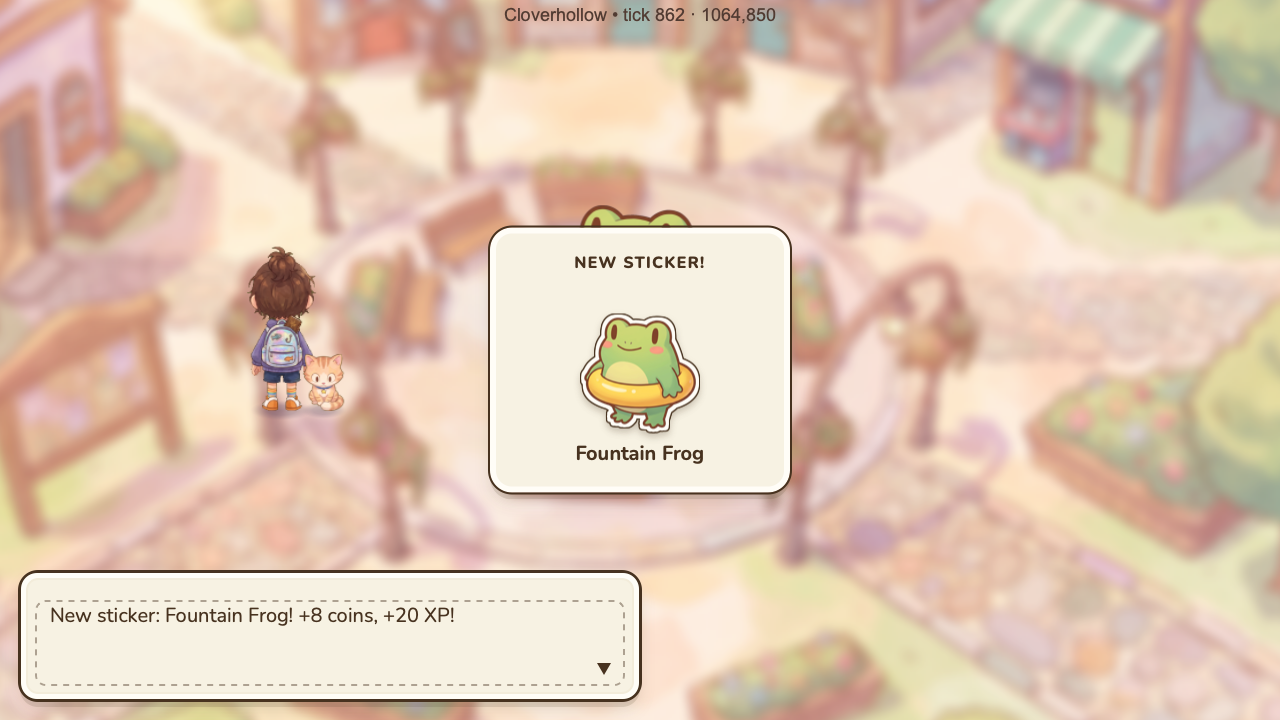 Cloverhollow • tick 862 · 1064,850
NEW STICKER!
Fountain Frog
New sticker: Fountain Frog! +8 coins, +20 XP!